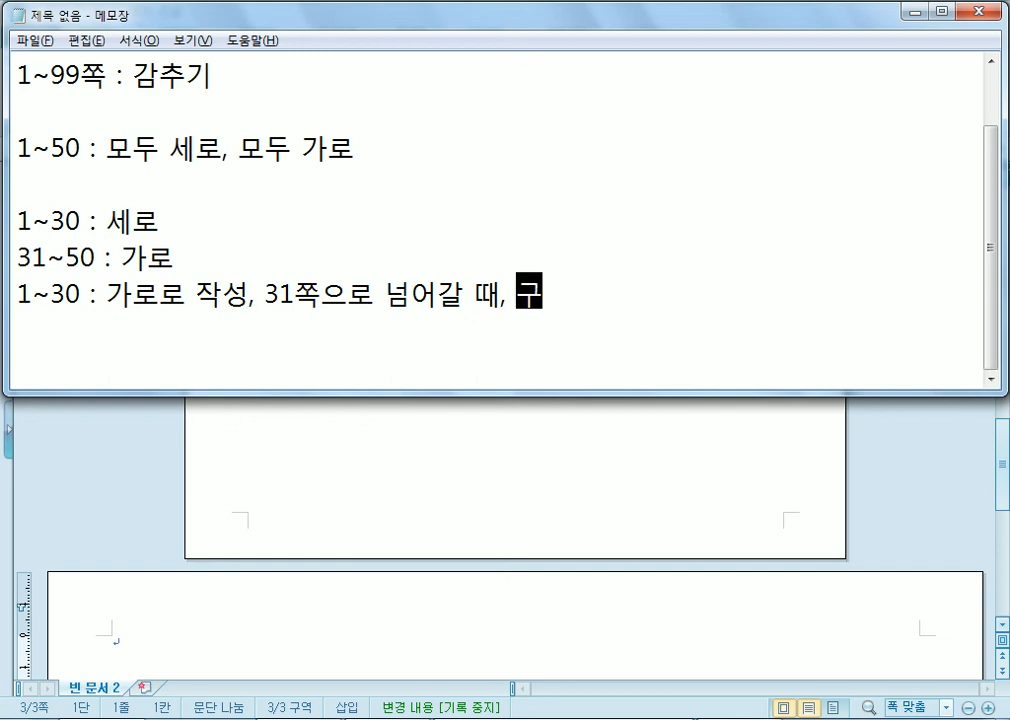 제목 없음 - 메모장
파일(F) 편집(E) 서식(O) 보기(V) 도움말(H)
1~99쪽 : 감추기
1~50 : 모두 세로, 모두 가로
1~30 : 세로
31~50 : 가로
1~30 : 가로로 작성, 31쪽으로 넘어갈 때, 구
빈 문서 2
3/3쪽 1단 1줄 1칸 문단 나눔 3/3 구역 삽입 변경 내용 [기록 중지] 폭 맞춤